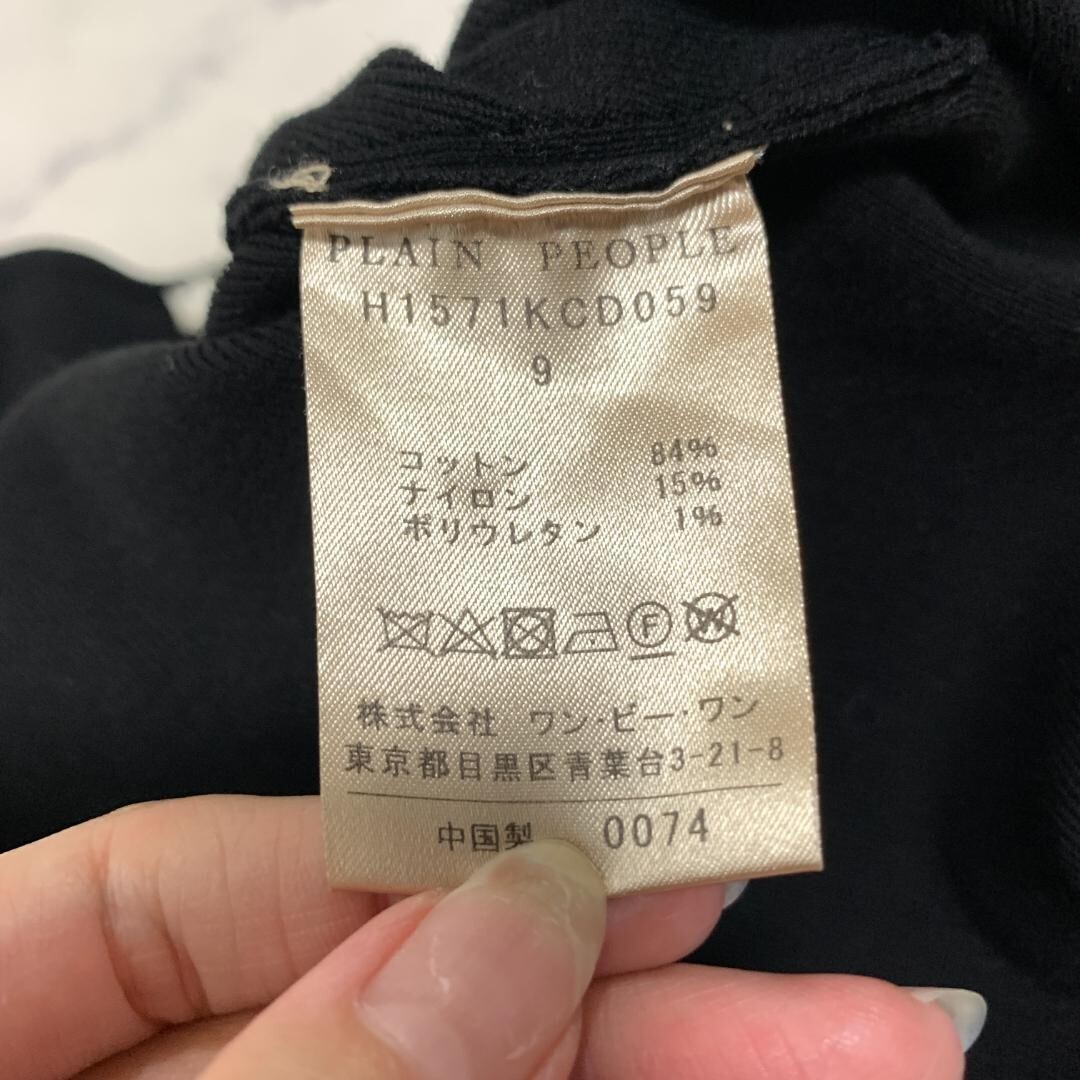 PLAIN PEOPLE
H1571KCD059
9
コットン 84%
ナイロン 15%
ポリウレタン 1%
F
W
株式会社 ワン・ビー・ワン
東京都目黒区青葉台3-21-8
中国製 0074